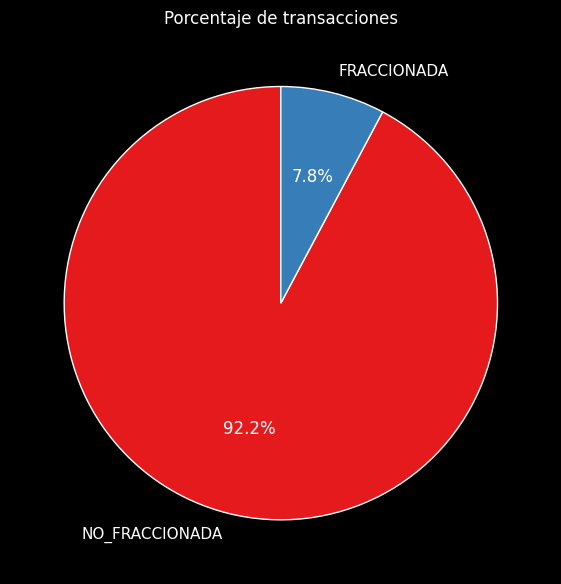 Porcentaje de transacciones
FRACCIONADA
7.8%
92.2%
NO_FRACCIONADA